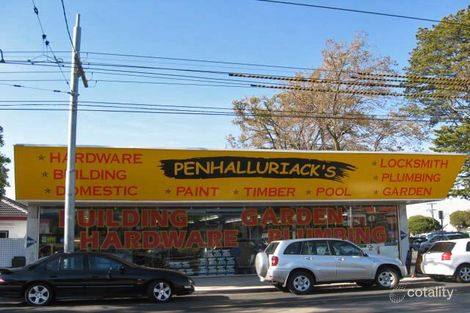 * HARDWARE
* BUILDING
* DOMESTIC
PENHALLURIACK'S
* PAINT * TIMBER * POOL
* LOCKSMITH
* PLUMBING
* GARDEN
BUILDING GARDEN
HARDWARE PLUMBING
cotality